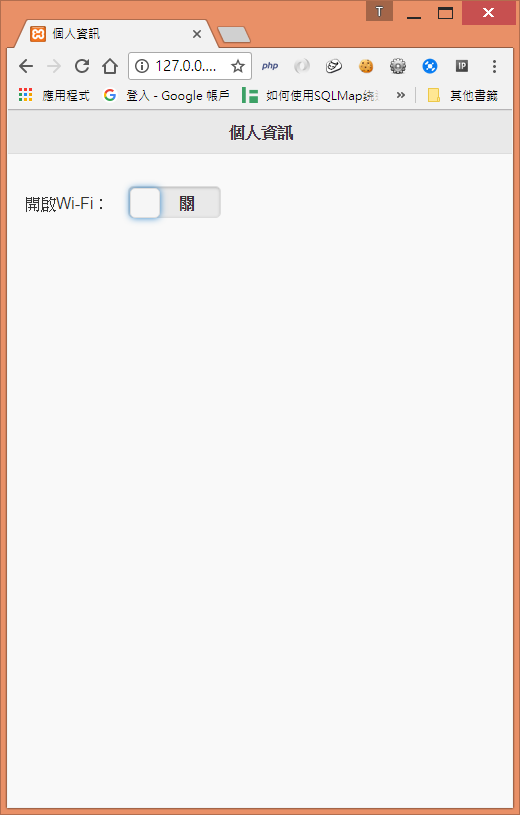 T
個人資訊
127.0.0....
php
IP
應用程式
登入 - Google 帳戶
如何使用SQLMap绕
»
其他書籤
個人資訊
開啟Wi-Fi：
關